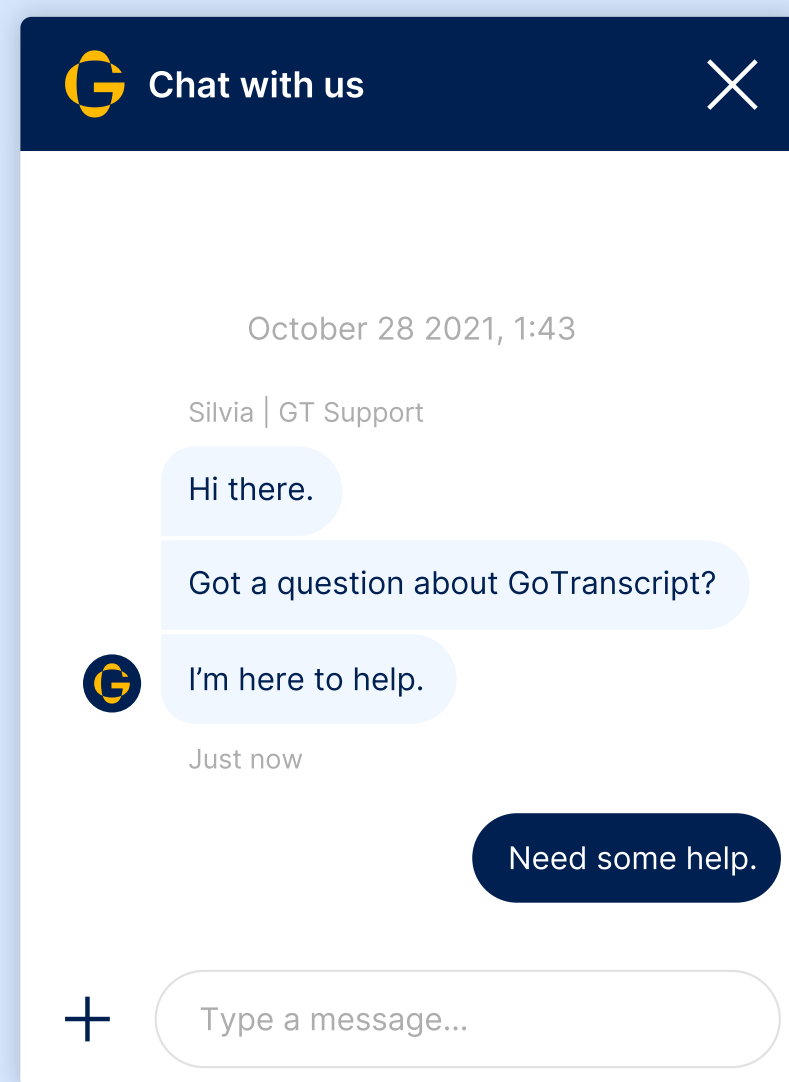 Chat with us
October 28 2021, 1:43
Silvia | GT Support
Hi there.
Got a question about GoTranscript?
I’m here to help.
Just now
Need some help.
Type a message...